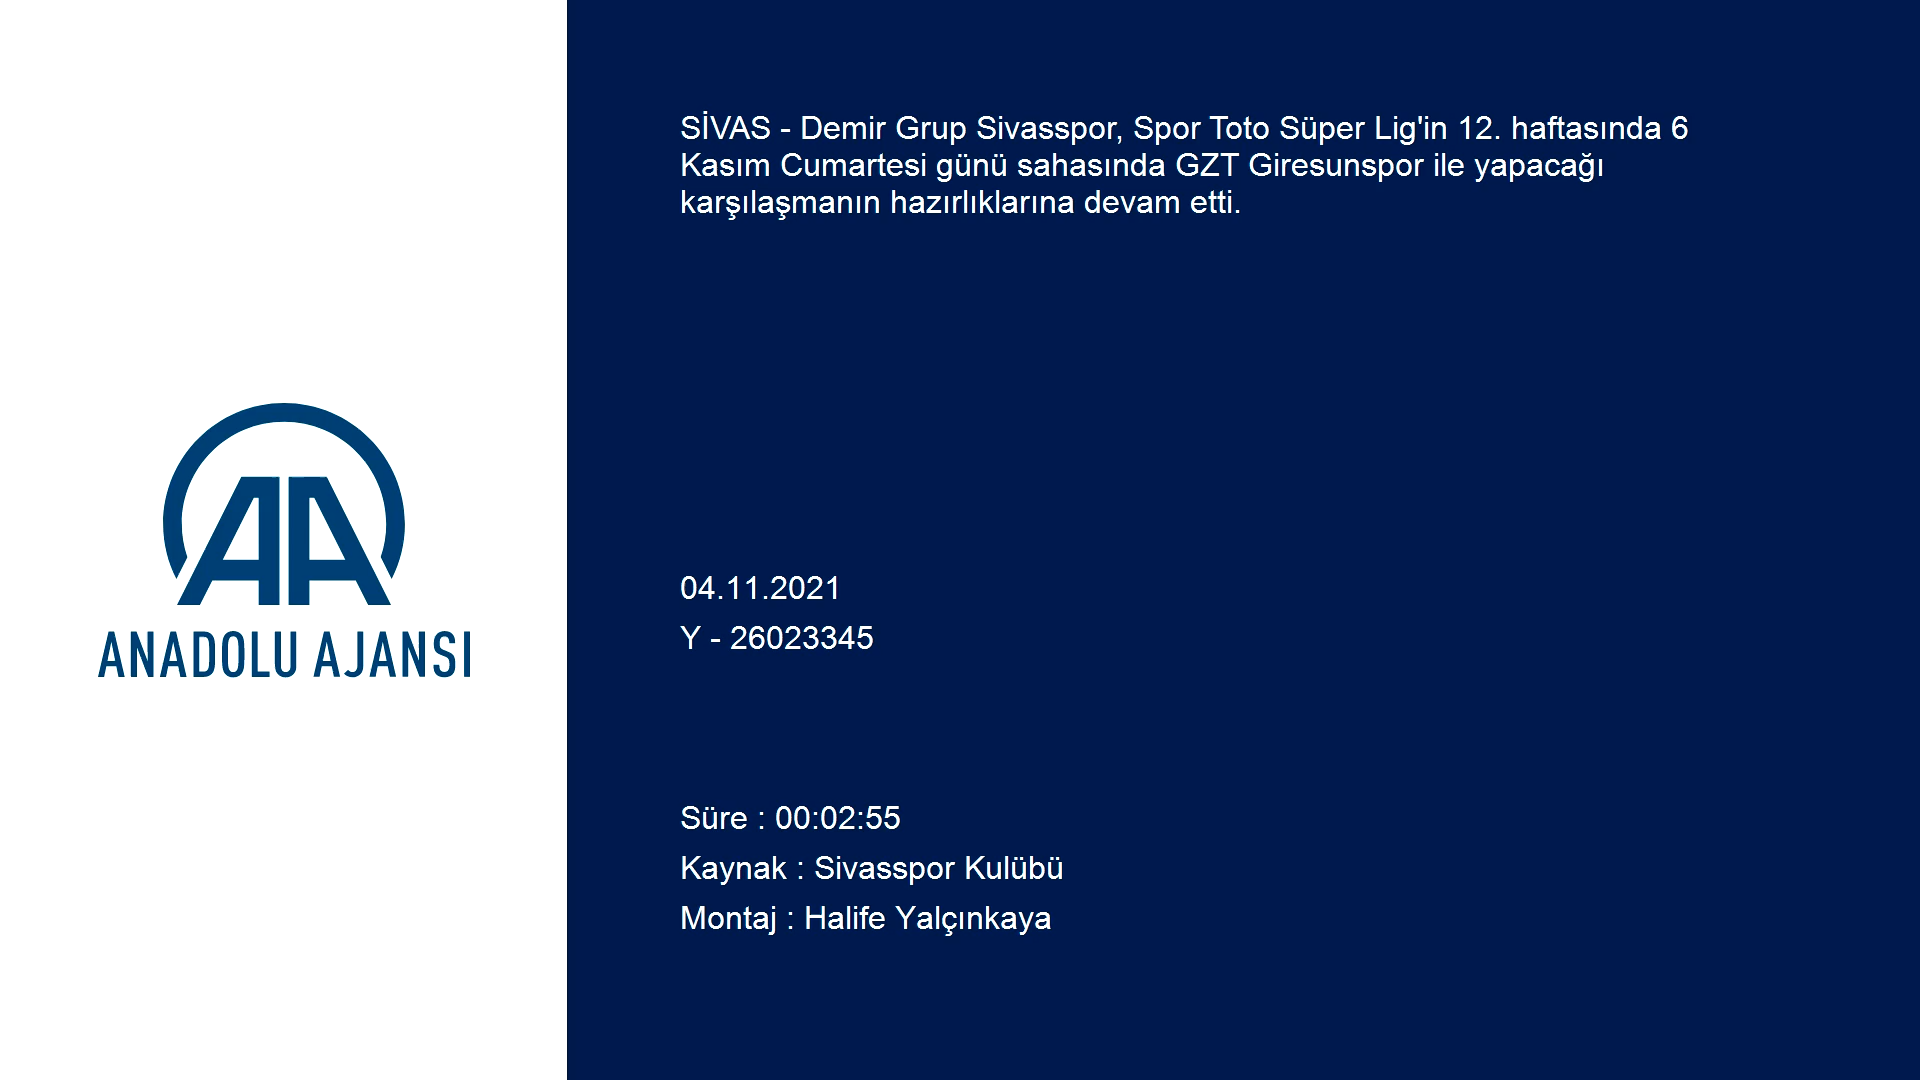 SİVAS - Demir Grup Sivasspor, Spor Toto Süper Lig'in 12. haftasında 6
Kasım Cumartesi günü sahasında GZT Giresunspor ile yapacağı
karşılaşmanın hazırlıklarına devam etti.
AA
ANADOLU AJANSI
04.11.2021
Y - 26023345
Süre : 00:02:55
Kaynak : Sivasspor Kulübü
Montaj : Halife Yalçınkaya